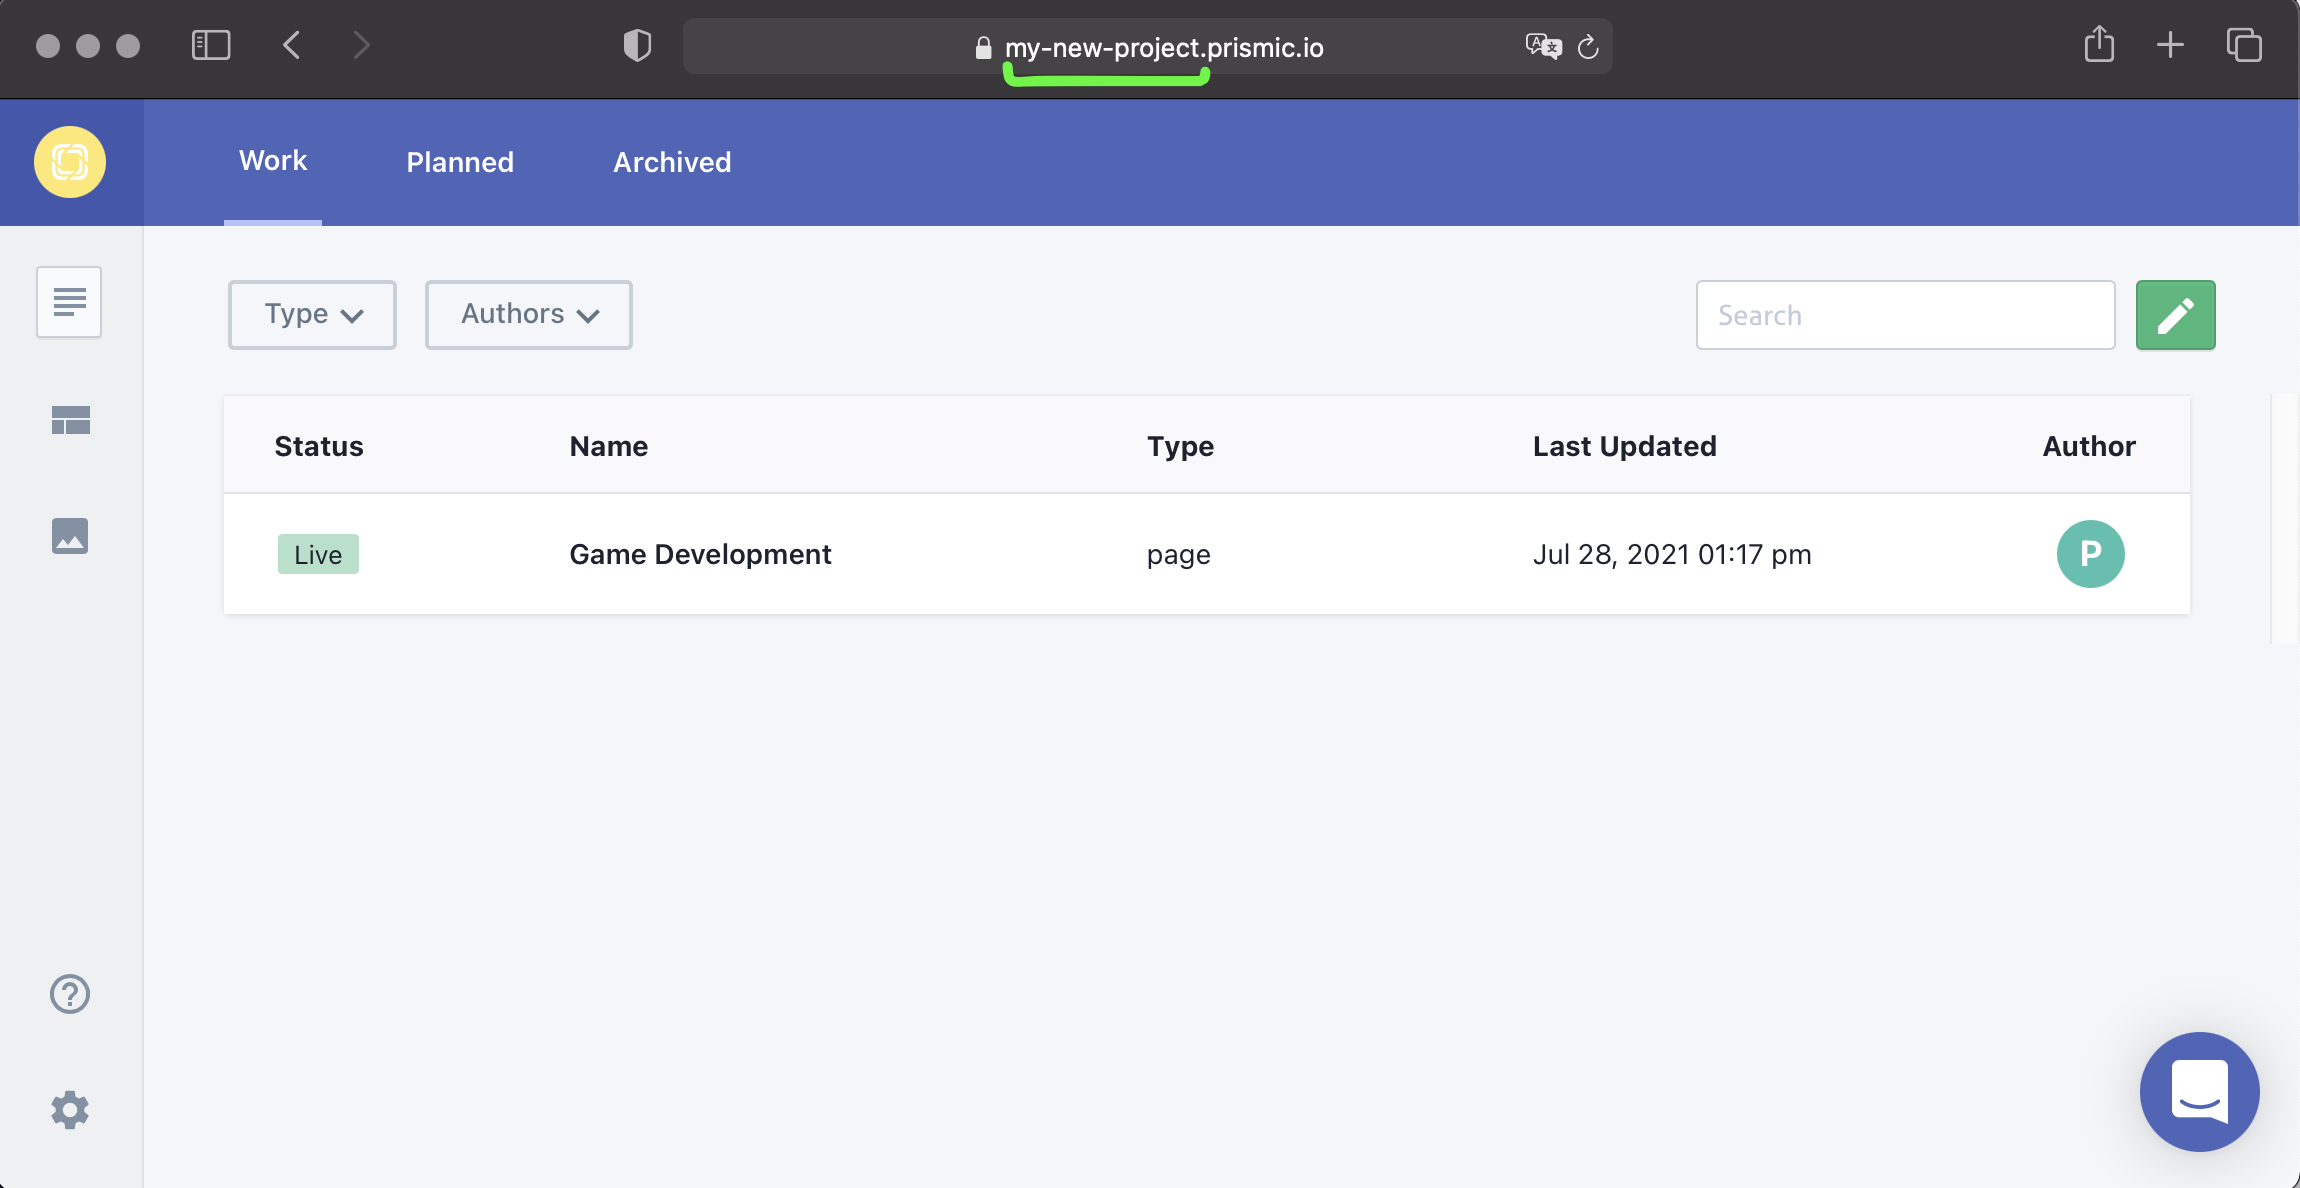 my-new-project.prismic.io
Work Planned Archived
Type Authors Search
Status Name Type Last Updated Author
Live Game Development page Jul 28, 2021 01:17 pm P